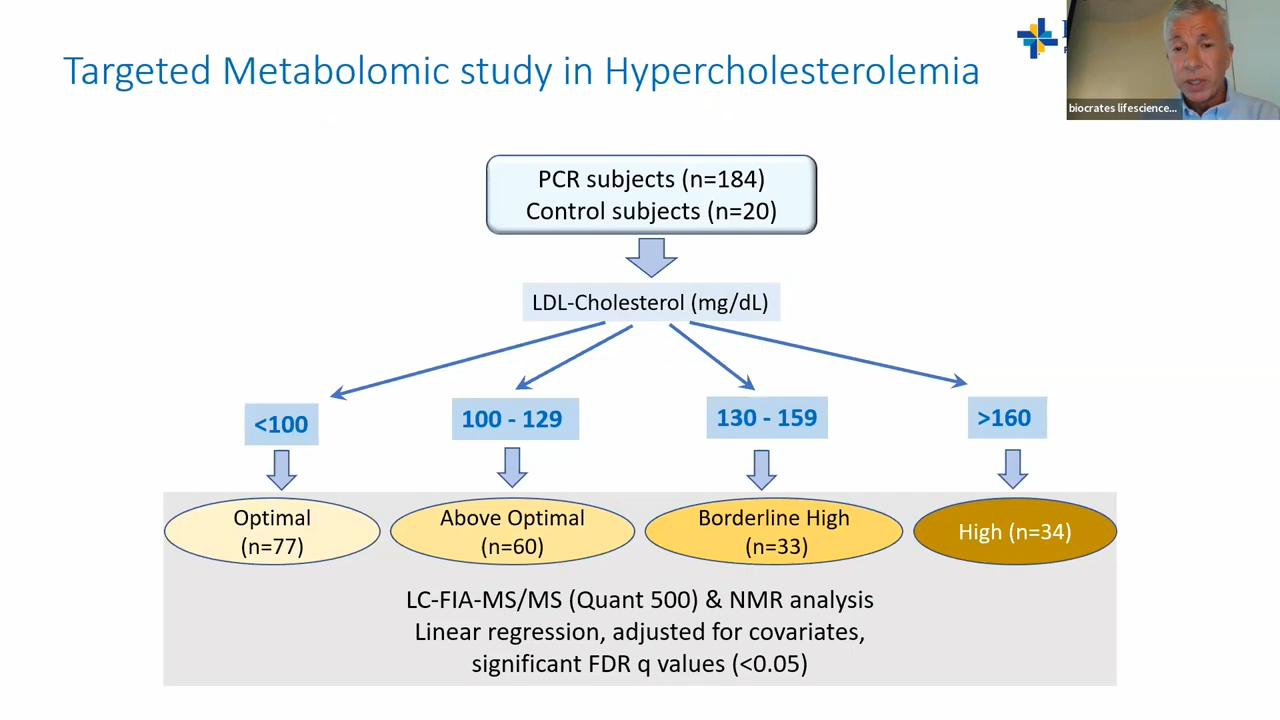 Targeted Metabolomic study in Hypercholesterolemia
biocrates lifescience...
PCR subjects (n=184)
Control subjects (n=20)
LDL-Cholesterol (mg/dL)
<100
100 - 129
130 - 159
>160
Optimal
(n=77)
Above Optimal
(n=60)
Borderline High
(n=33)
High (n=34)
LC-FIA-MS/MS (Quant 500) & NMR analysis
Linear regression, adjusted for covariates,
significant FDR q values (<0.05)